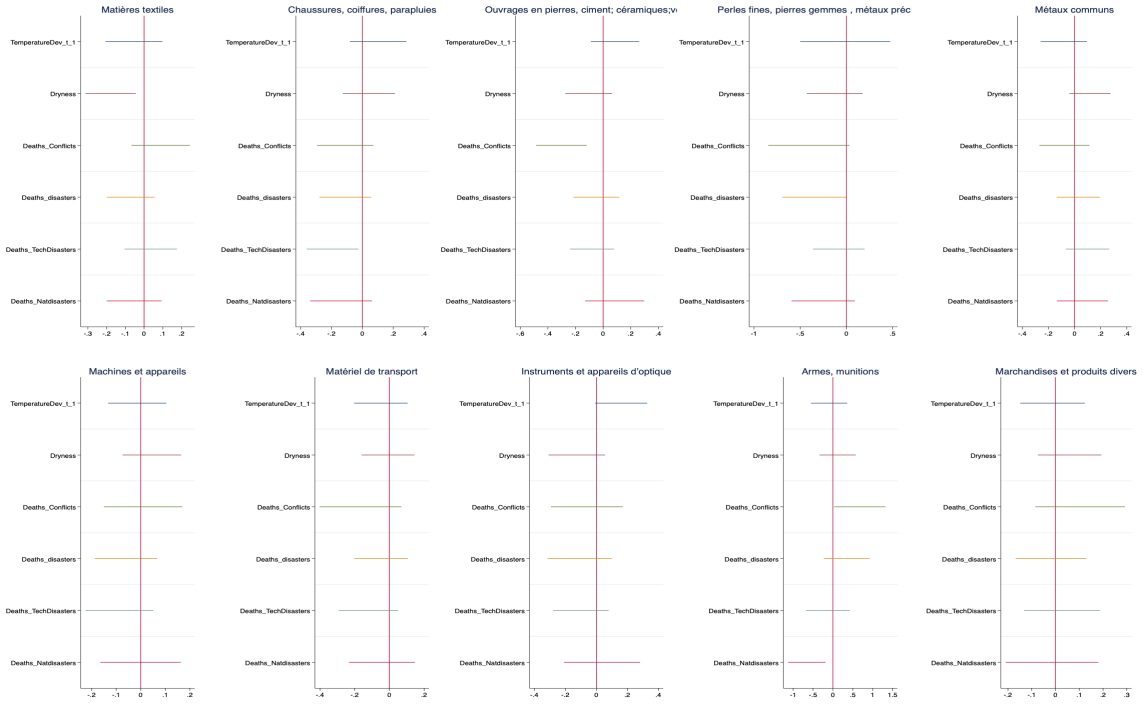 Matières textiles
TemperatureDev_t_1
Dryness
Deaths_Conflicts
Deaths_disasters
Deaths_TechDisasters
Deaths_Natdisasters
-.3 -.2 -.1 0 .1 .2
Chaussures, coiffures, parapluies
TemperatureDev_t_1
Dryness
Deaths_Conflicts
Deaths_disasters
Deaths_TechDisasters
Deaths_Natdisasters
-.4 -.2 0 .2 .4
Ouvrages en pierres, ciment; céramiques;v
TemperatureDev_t_1
Dryness
Deaths_Conflicts
Deaths_disasters
Deaths_TechDisasters
Deaths_Natdisasters
-.6 -.4 -.2 0 .2 .4
Perles fines, pierres gemmes , métaux préc
TemperatureDev_t_1
Dryness
Deaths_Conflicts
Deaths_disasters
Deaths_TechDisasters
Deaths_Natdisasters
-1 -.5 0 .5
Métaux communs
TemperatureDev_t_1
Dryness
Deaths_Conflicts
Deaths_disasters
Deaths_TechDisasters
Deaths_Natdisasters
-.4 -.2 0 .2 .4
Machines et appareils
TemperatureDev_t_1
Dryness
Deaths_Conflicts
Deaths_disasters
Deaths_TechDisasters
Deaths_Natdisasters
-.2 -.1 0 .1 .2
Matériel de transport
TemperatureDev_t_1
Dryness
Deaths_Conflicts
Deaths_disasters
Deaths_TechDisasters
Deaths_Natdisasters
-.4 -.2 0 .2
Instruments et appareils d'optique
TemperatureDev_t_1
Dryness
Deaths_Conflicts
Deaths_disasters
Deaths_TechDisasters
Deaths_Natdisasters
-.4 -.2 0 .2 .4
Armes, munitions
TemperatureDev_t_1
Dryness
Deaths_Conflicts
Deaths_disasters
Deaths_TechDisasters
Deaths_Natdisasters
-1 -.5 0 .5 1 1.5
Marchandises et produits divers
TemperatureDev_t_1
Dryness
Deaths_Conflicts
Deaths_disasters
Deaths_TechDisasters
Deaths_Natdisasters
-.2 -.1 0 .1 .2 .3